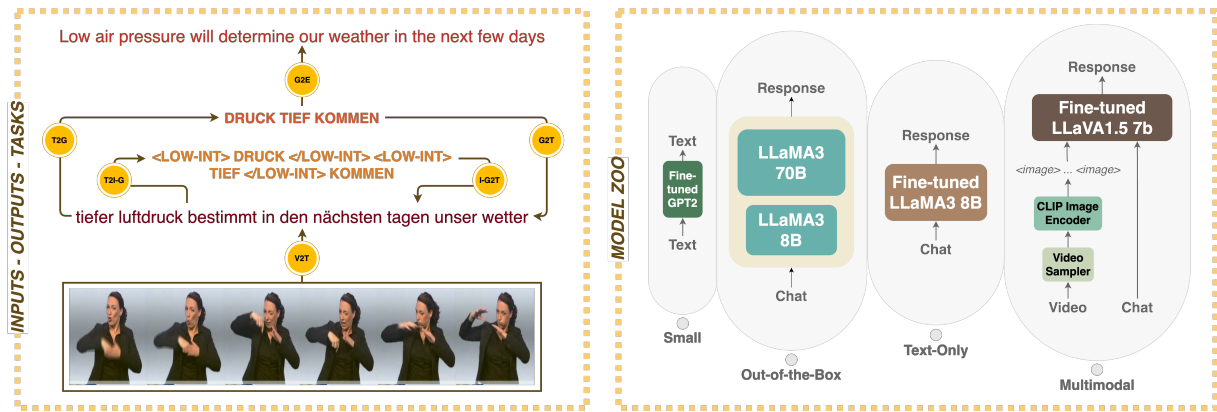 INPUTS - OUTPUTS - TASKS
Low air pressure will determine our weather in the next few days
G2E
DRUCK TIEF KOMMEN
T2G
G2T
<LOW-INT> DRUCK </LOW-INT> <LOW-INT>
TIEF </LOW-INT> KOMMEN
T2I-G
I-G2T
tiefer luftdruck bestimmt in den nächsten tagen unser wetter
V2T
MODEL ZOO
Text
Fine-
tuned
GPT2
Text
Small
Response
LLaMA3
70B
LLaMA3
8B
Chat
Out-of-the-Box
Response
Fine-tuned
LLaMA3 8B
Chat
Text-Only
Response
Fine-tuned
LLaVA1.5 7b
<image> ... <image>
CLIP Image
Encoder
Video
Sampler
Video
Chat
Multimodal